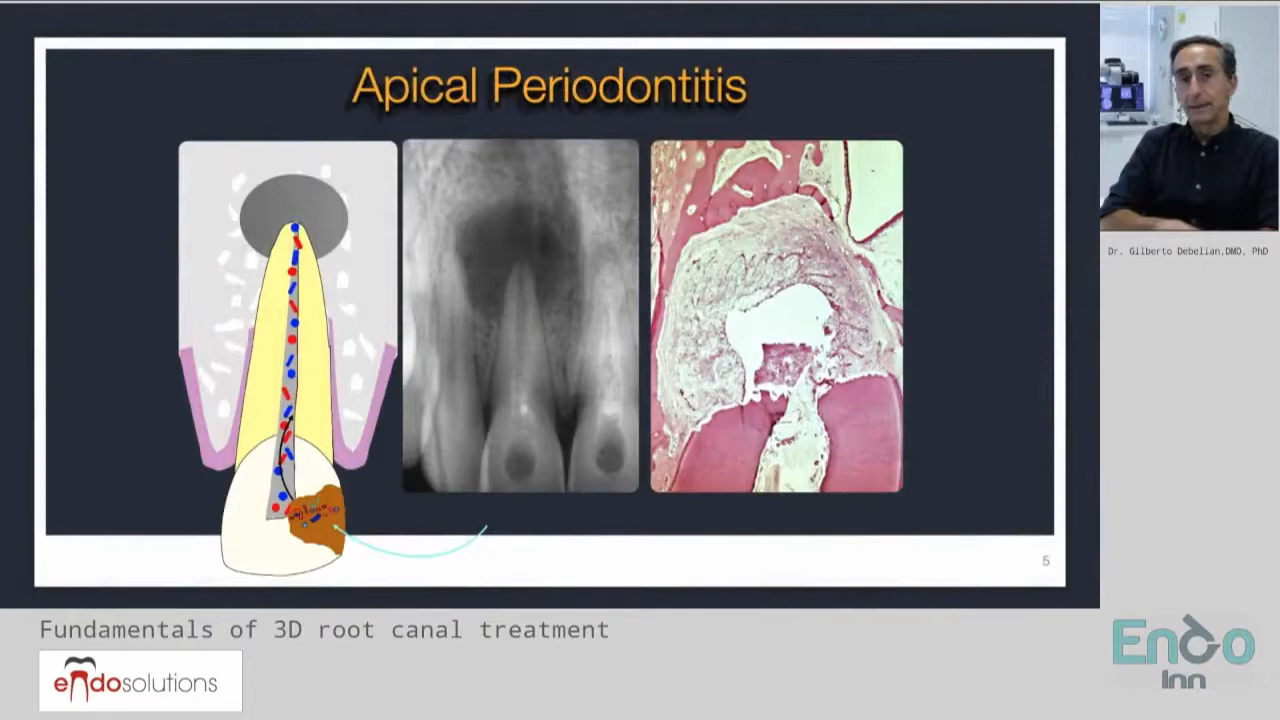 Apical Periodontitis
Dr. Gilberto Debelian,DMD, PhD
5
Fundamentals of 3D root canal treatment
endosolutions
Endo
Inn